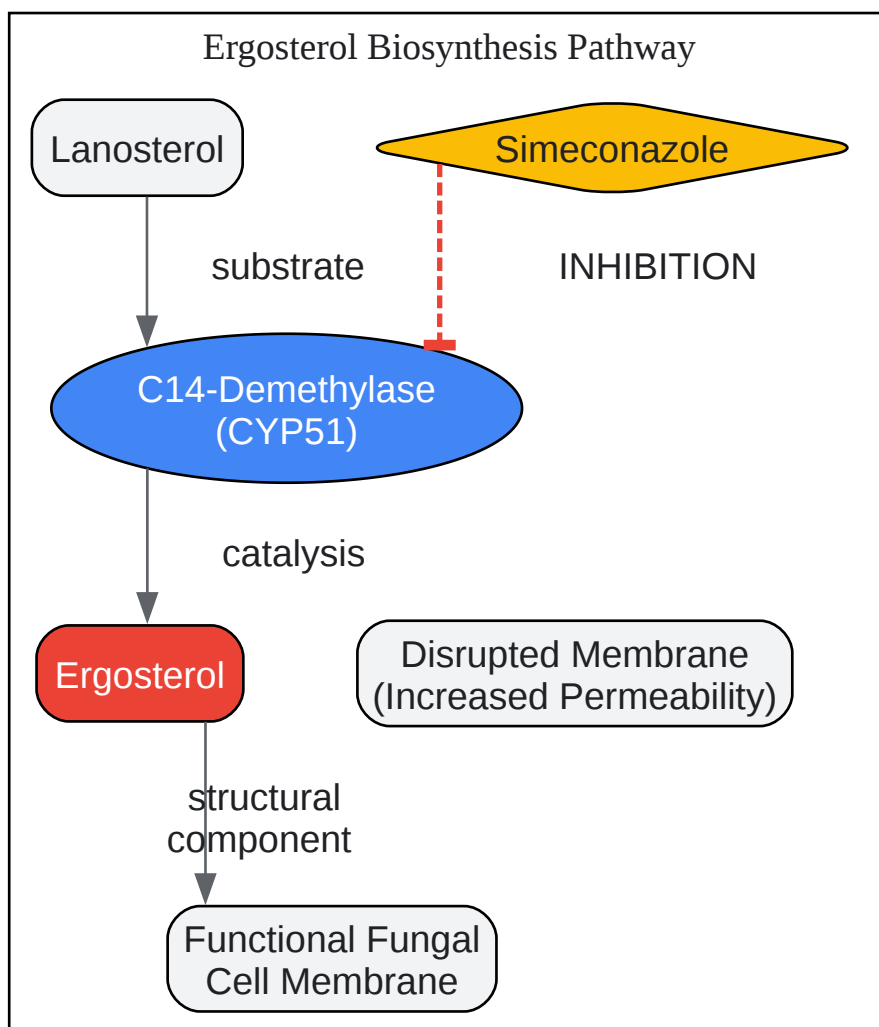 Ergosterol Biosynthesis Pathway
Lanosterol
Simeconazole
substrate
INHIBITION
C14-Demethylase
(CYP51)
catalysis
Ergosterol
Disrupted Membrane
(Increased Permeability)
structural
component
Functional Fungal
Cell Membrane